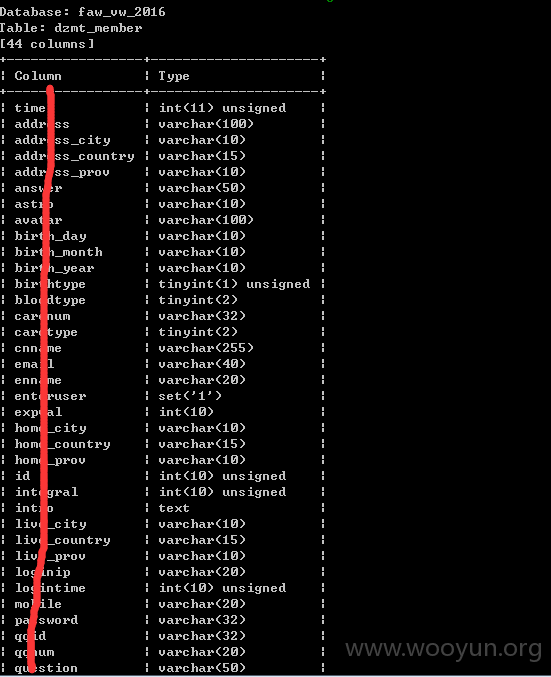 Database: faw_vw_2016
Table: dzmt_member
[44 columns]
+----------------+---------------------+
| Column | Type |
+----------------+---------------------+
| time | int(11) unsigned |
| address | varchar(100) |
| address_city | varchar(10) |
| address_country | varchar(15) |
| address_prov | varchar(10) |
| answer | varchar(50) |
| astro | varchar(10) |
| avatar | varchar(100) |
| birth_day | varchar(10) |
| birth_month | varchar(10) |
| birth_year | varchar(10) |
| birthtype | tinyint(1) unsigned |
| bloodtype | tinyint(2) |
| cardnum | varchar(32) |
| cardtype | tinyint(2) |
| cnname | varchar(255) |
| email | varchar(40) |
| enname | varchar(20) |
| enteruser | set('1') |
| expval | int(10) |
| home_city | varchar(10) |
| home_country | varchar(15) |
| home_prov | varchar(10) |
| id | int(10) unsigned |
| integral | int(10) unsigned |
| intro | text |
| live_city | varchar(10) |
| live_country | varchar(15) |
| live_prov | varchar(10) |
| loginip | varchar(20) |
| logintime | int(10) unsigned |
| mobile | varchar(20) |
| password | varchar(32) |
| qqid | varchar(32) |
| qqnum | varchar(20) |
| question | varchar(50) |
www.wooyun.org